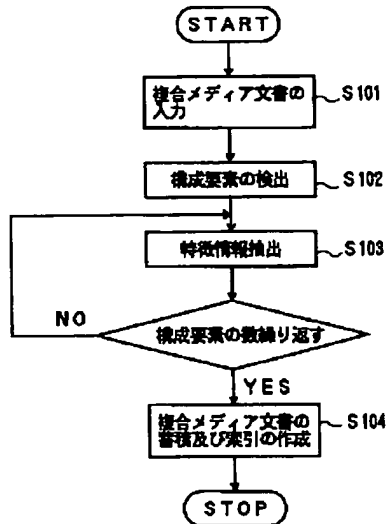 START
複合メディア文書の
入力
S101
構成要素の検出
S102
特徴情報抽出
S103
構成要素の数繰り返す
NO
YES
複合メディア文書の
蓄積及び索引の作成
S104
STOP